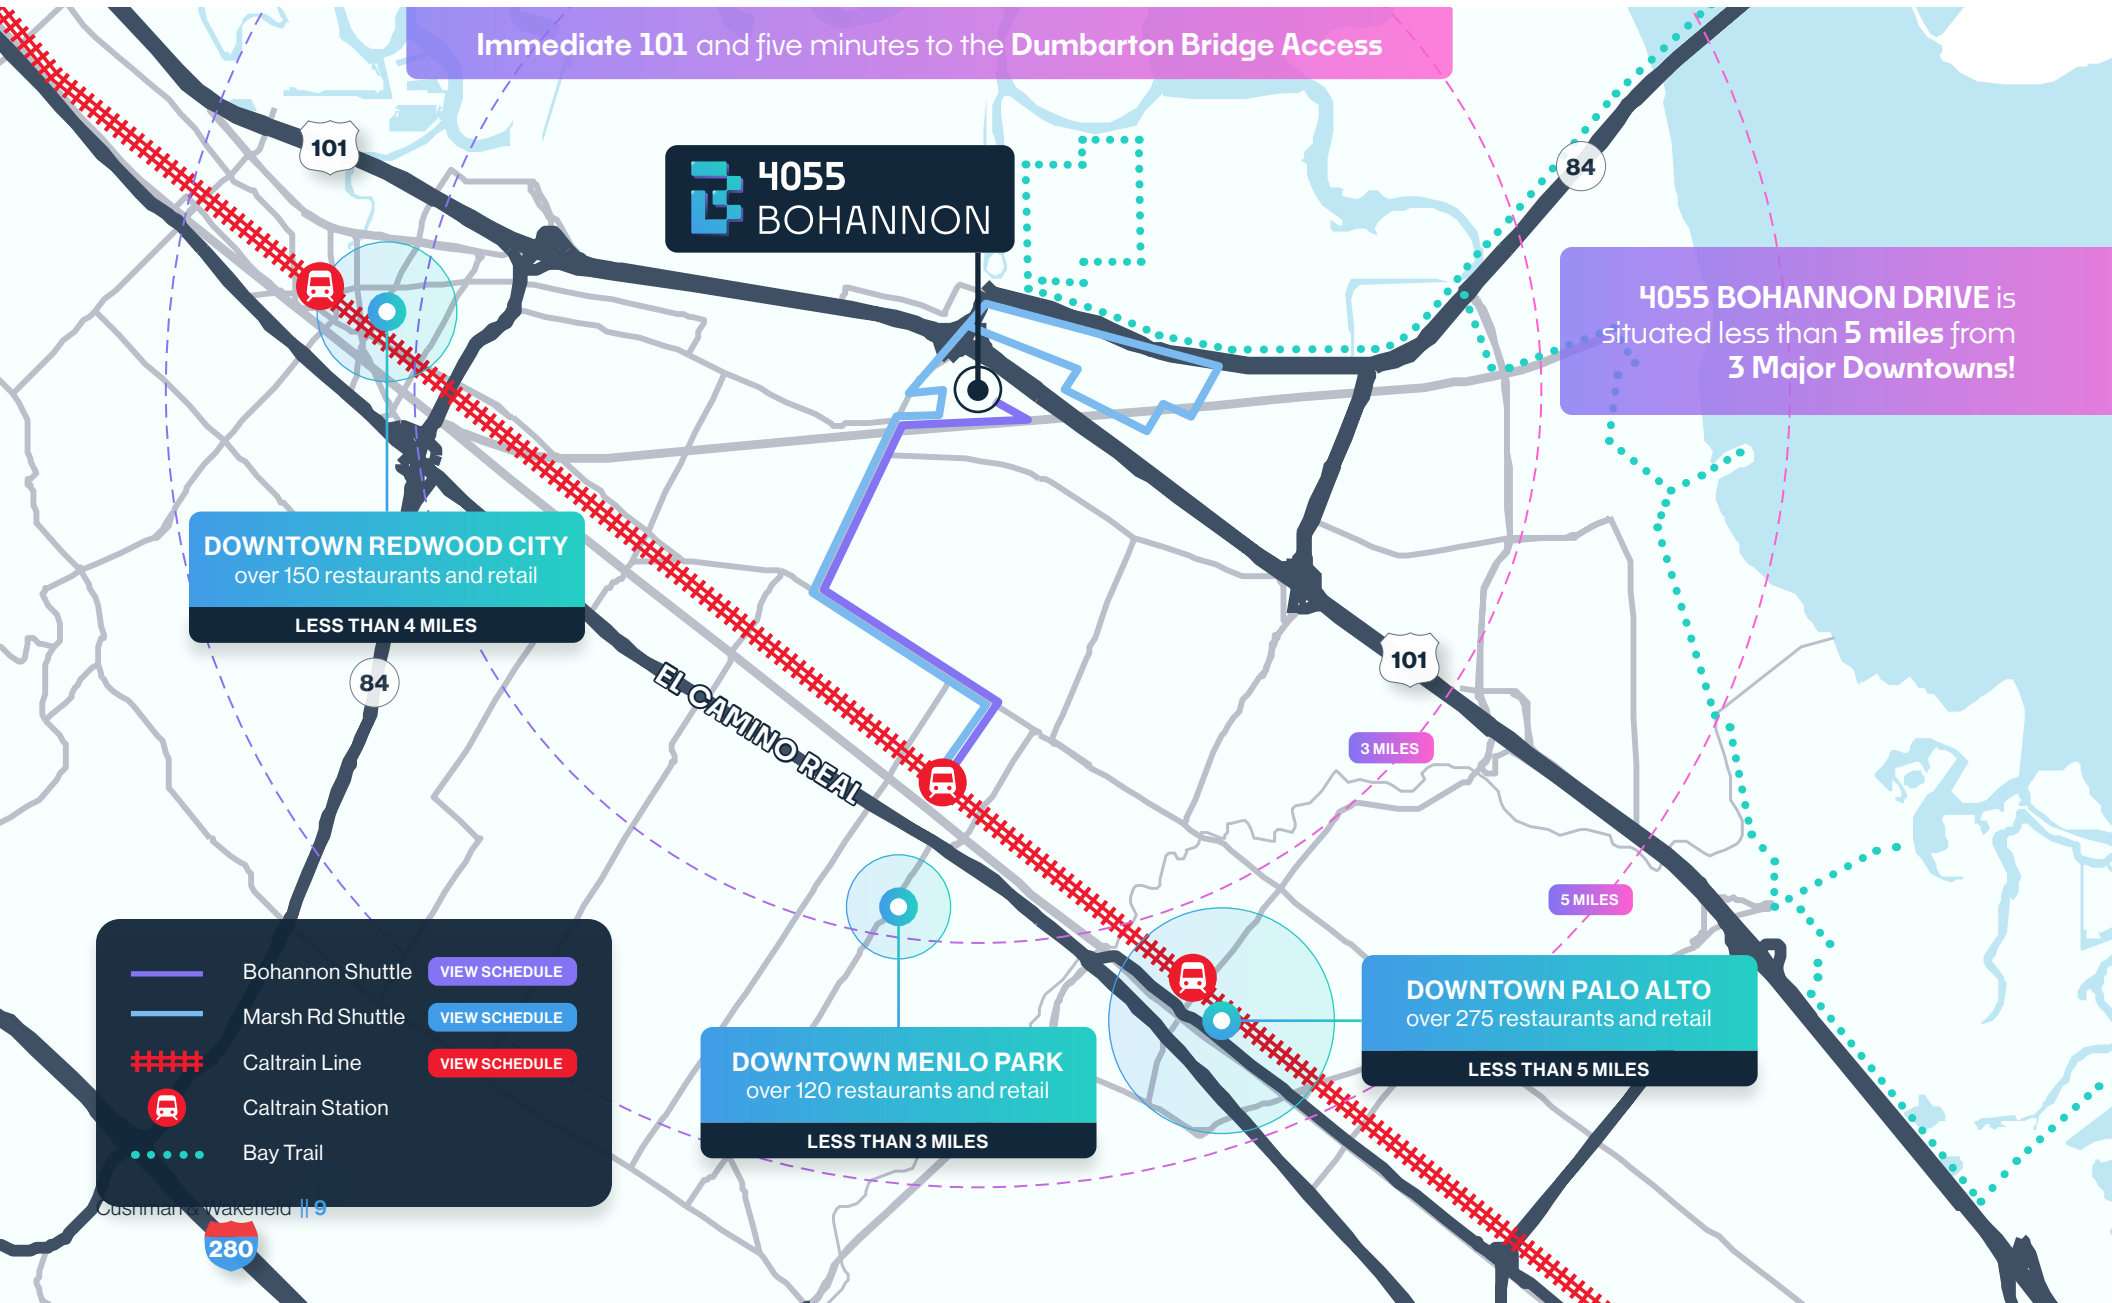 Immediate 101 and five minutes to the Dumbarton Bridge Access
101
84
4055
BOHANNON
4055 BOHANNON DRIVE is
situated less than 5 miles from
3 Major Downtowns!
DOWNTOWN REDWOOD CITY
over 150 restaurants and retail
LESS THAN 4 MILES
84
EL CAMINO REAL
101
3 MILES
5 MILES
DOWNTOWN PALO ALTO
over 275 restaurants and retail
LESS THAN 5 MILES
DOWNTOWN MENLO PARK
over 120 restaurants and retail
LESS THAN 3 MILES
Bohannon Shuttle VIEW SCHEDULE
Marsh Rd Shuttle VIEW SCHEDULE
Caltrain Line VIEW SCHEDULE
Caltrain Station
Bay Trail
Cushman & Wakefield || 9
280